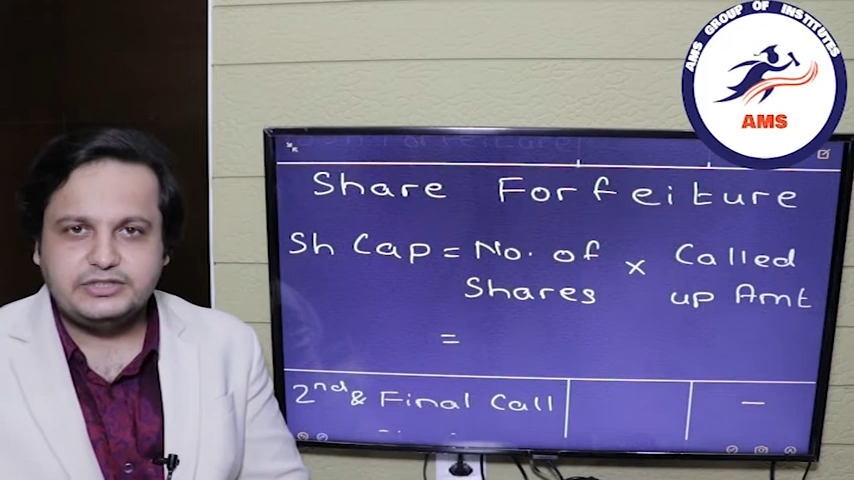 AMS GROUP OF INSTITUTES
AMS
Share Forfeiture
Sh Cap = No. of Shares × Called up Amt
=
2nd & Final Call
-